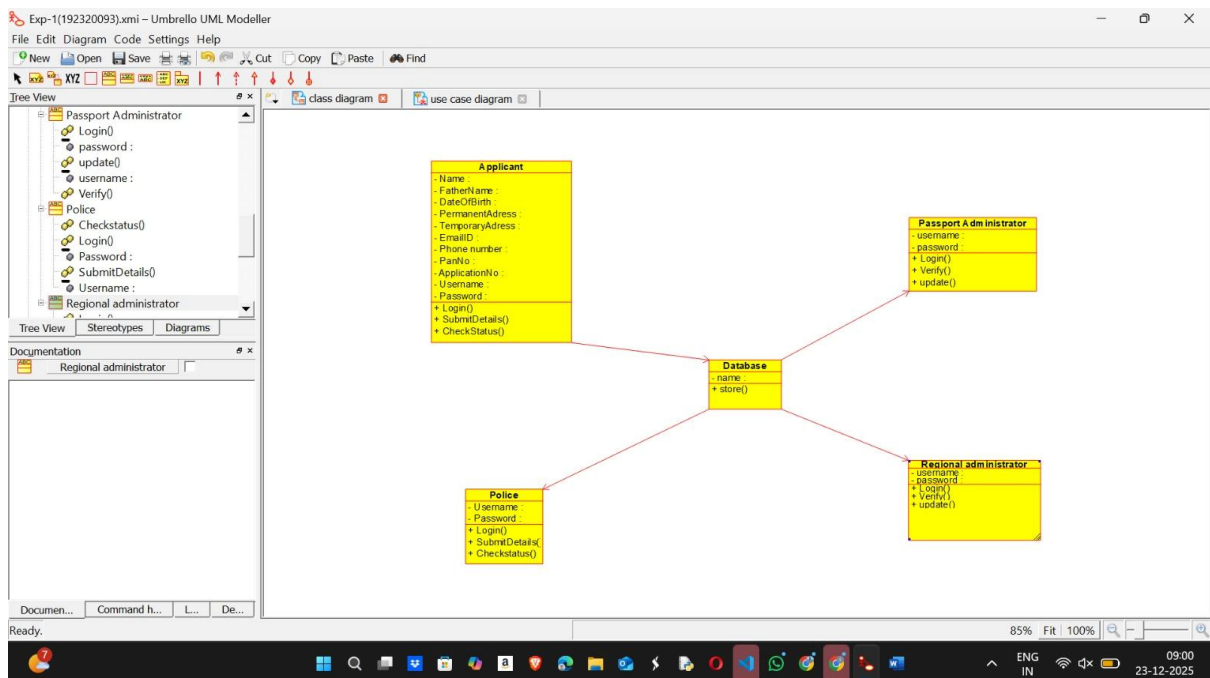 Exp-1(192320093).xmi – Umbrello UML Modeller
File Edit Diagram Code Settings Help
New Open Save Cut Copy Paste Find
XYZ
Tree View
class diagram use case diagram
Passport Administrator
Login()
password :
update()
username :
Verify()
Police
Checkstatus()
Login()
Password :
SubmitDetails()
Username :
Regional administrator
Tree View Stereotypes Diagrams
Documentation
Regional administrator
Documen... Command h... L... De...
Applicant
- Name :
- FatherName :
- DateOfBirth :
- PermanentAdress :
- TemporaryAdress :
- EmailID :
- Phone number :
- PanNo :
-ApplicationNo :
- Username :
- Password :
+ Login()
+ SubmitDetails()
+ CheckStatus()
Passport Administrator
- username :
- password :
+ Login()
+ Verify()
+ update()
Database
- name :
+ store()
Police
- Username :
- Password :
+ Login()
+ SubmitDetails(
+ Checkstatus()
Regional administrator
- username :
- password :
+ Login()
+ Verify()
+ update()
Ready.
85% Fit 100%
7
ENG
IN
09:00
23-12-2025